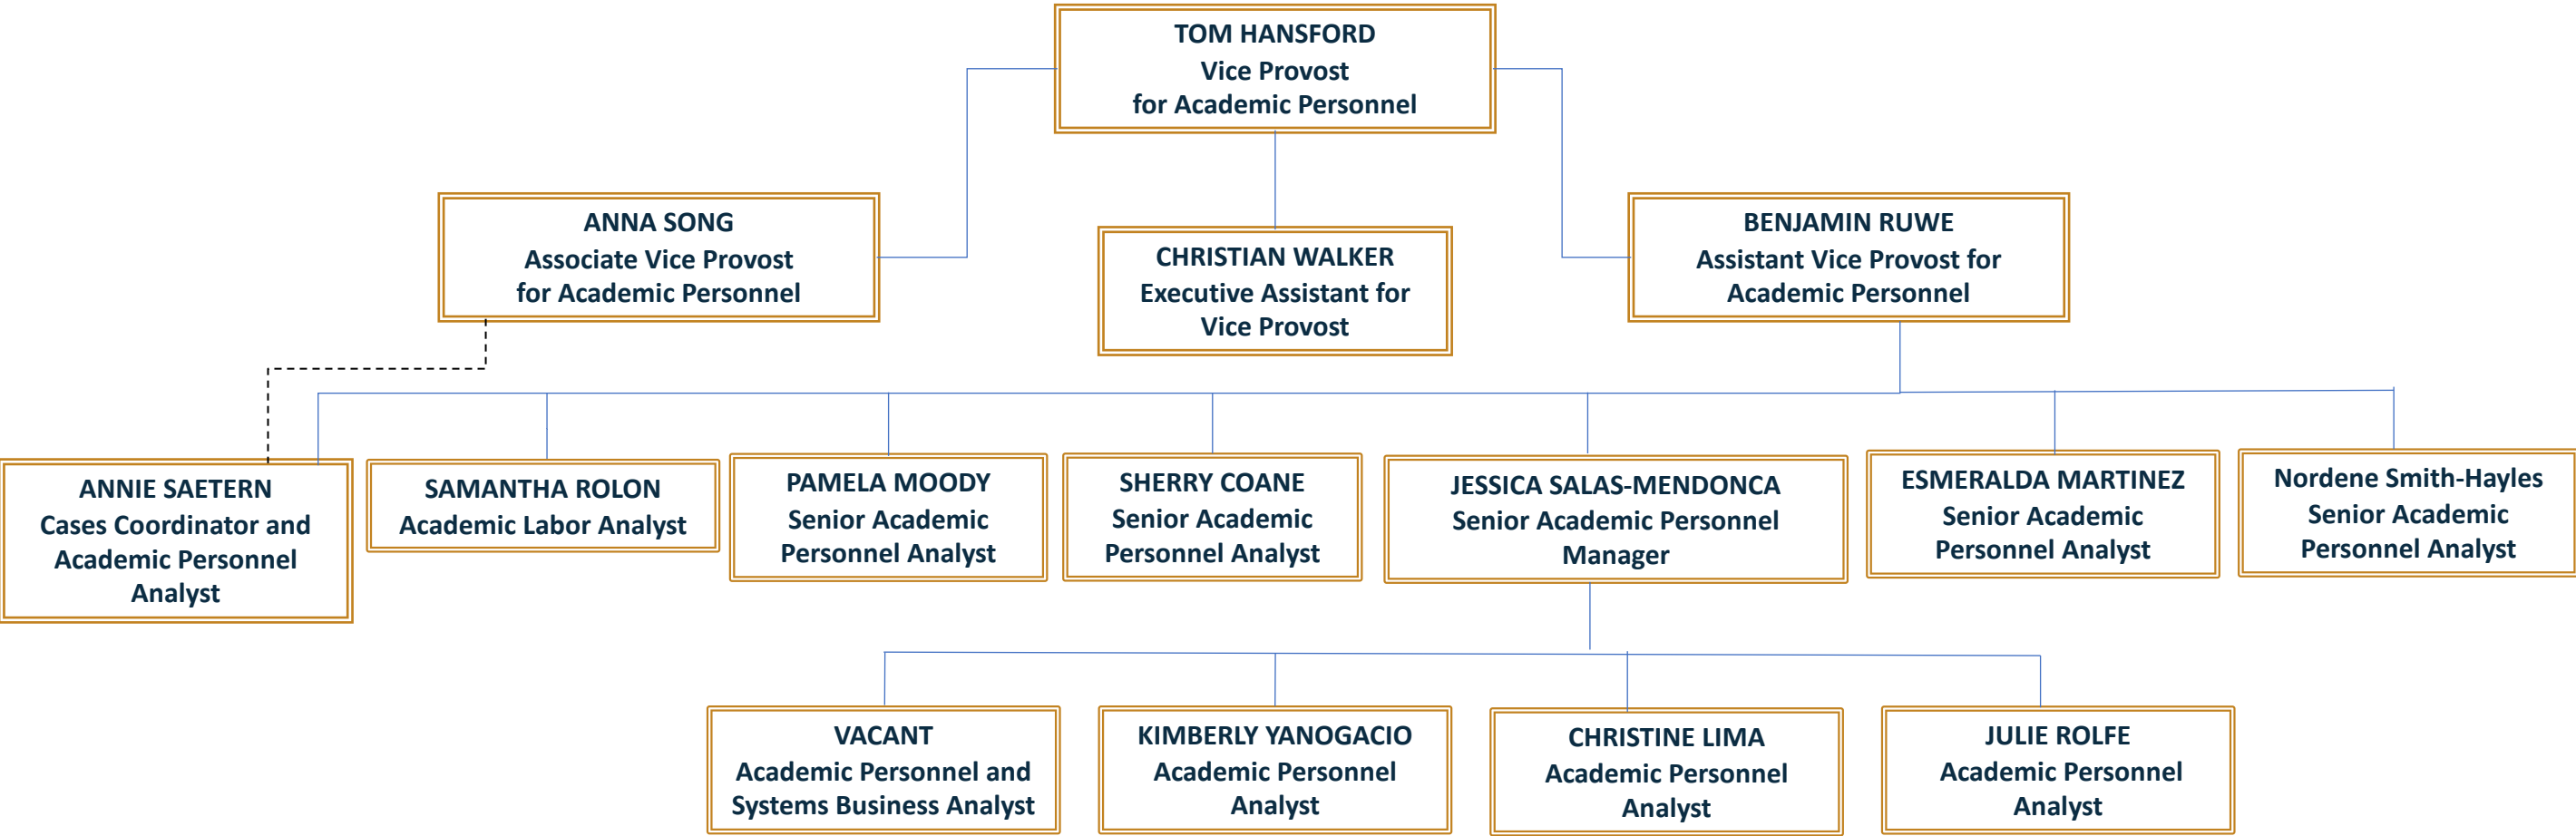 TOM HANSFORD
Vice Provost
for Academic Personnel
ANNA SONG
Associate Vice Provost
for Academic Personnel
CHRISTIAN WALKER
Executive Assistant for
Vice Provost
BENJAMIN RUWE
Assistant Vice Provost for
Academic Personnel
ANNIE SAETERN
Cases Coordinator and
Academic Personnel
Analyst
SAMANTHA ROLON
Academic Labor Analyst
PAMELA MOODY
Senior Academic
Personnel Analyst
SHERRY COANE
Senior Academic
Personnel Analyst
JESSICA SALAS-MENDONCA
Senior Academic Personnel
Manager
ESMERALDA MARTINEZ
Senior Academic
Personnel Analyst
Nordene Smith-Hayles
Senior Academic
Personnel Analyst
VACANT
Academic Personnel and
Systems Business Analyst
KIMBERLY YANOGACIO
Academic Personnel
Analyst
CHRISTINE LIMA
Academic Personnel
Analyst
JULIE ROLFE
Academic Personnel
Analyst